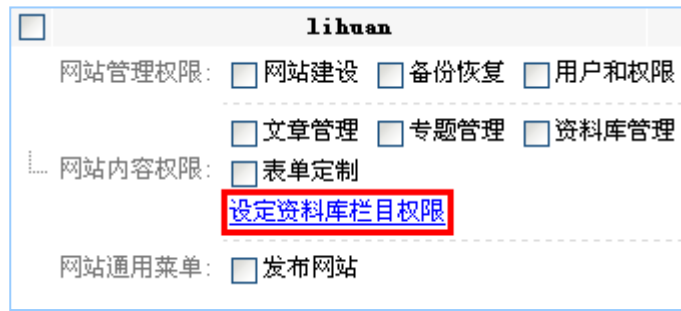 lihuan
网站管理权限: 网站建设 备份恢复 用户和权限
文章管理 专题管理 资料库管理
网站内容权限: 表单定制
设定资料库栏目权限
网站通用菜单: 发布网站